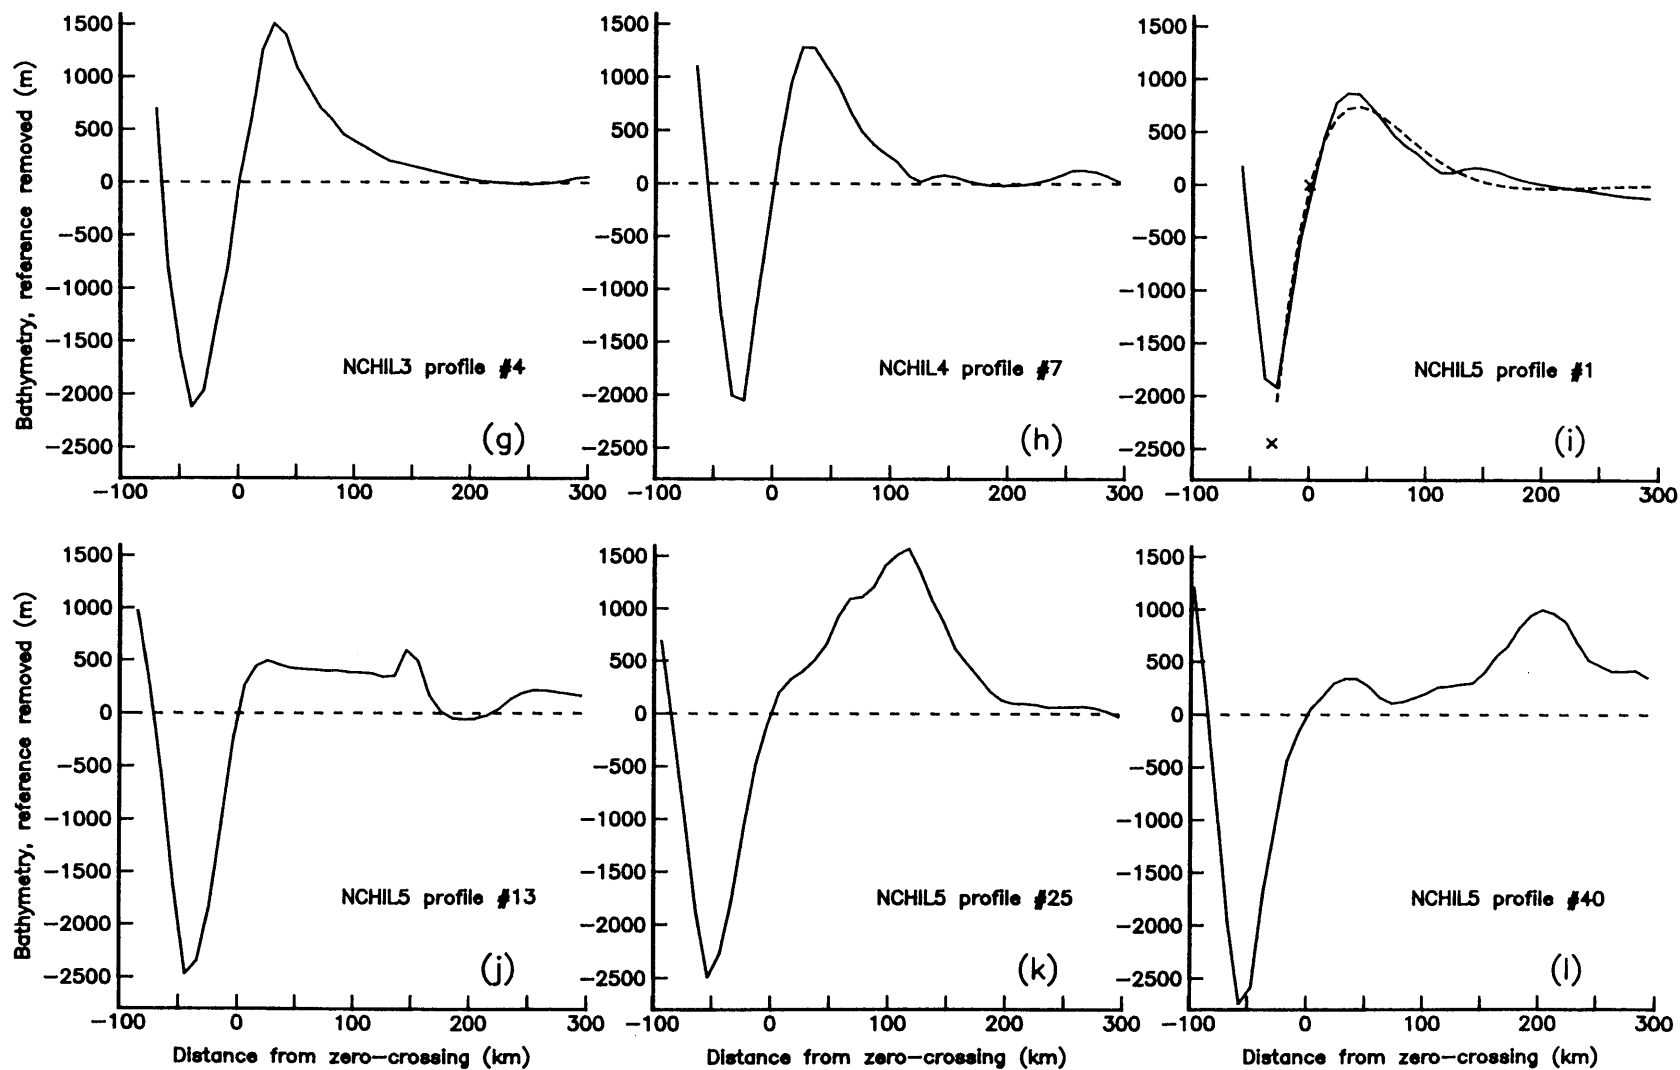 Bathymetry, reference removed (m)
1500
1000
500
0
−500
−1000
−1500
−2000
−2500
−100 0 100 200 300
NCHIL3 profile #4
(g)
1500
1000
500
0
−500
−1000
−1500
−2000
−2500
−100 0 100 200 300
NCHIL4 profile #7
(h)
1500
1000
500
0
−500
−1000
−1500
−2000
−2500
−100 0 100 200 300
NCHIL5 profile #1
(i)
Bathymetry, reference removed (m)
1500
1000
500
0
−500
−1000
−1500
−2000
−2500
−100 0 100 200 300
NCHIL5 profile #13
(j)
Distance from zero−crossing (km)
1500
1000
500
0
−500
−1000
−1500
−2000
−2500
−100 0 100 200 300
NCHIL5 profile #25
(k)
Distance from zero−crossing (km)
1500
1000
500
0
−500
−1000
−1500
−2000
−2500
−100 0 100 200 300
NCHIL5 profile #40
(l)
Distance from zero−crossing (km)